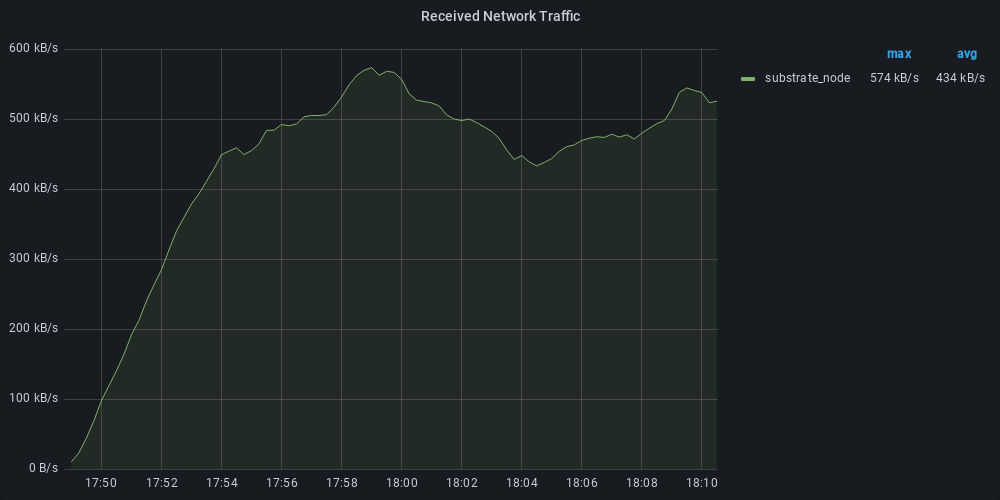 Received Network Traffic
600 kB/s
500 kB/s
400 kB/s
300 kB/s
200 kB/s
100 kB/s
0 B/s
17:50 17:52 17:54 17:56 17:58 18:00 18:02 18:04 18:06 18:08 18:10
max avg
substrate_node 574 kB/s 434 kB/s